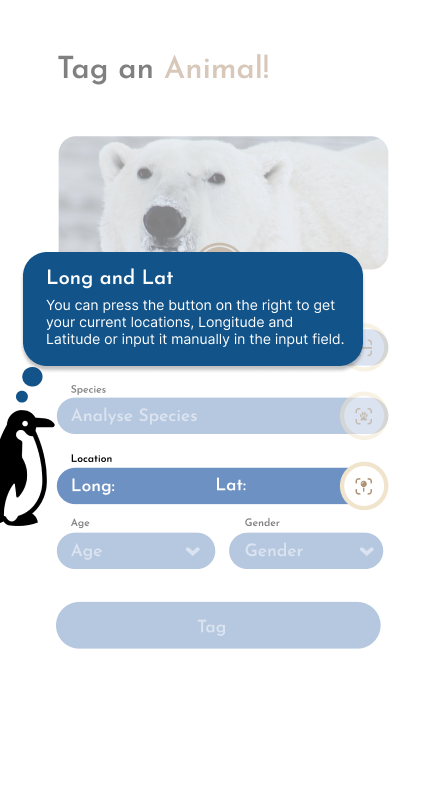 Tag an Animal!
Long and Lat
You can press the button on the right to get
your current locations, Longitude and
Latitude or input it manually in the input field.
Species
Analyse Species
Location
Long: Lat:
Age Gender
Age Gender
Tag